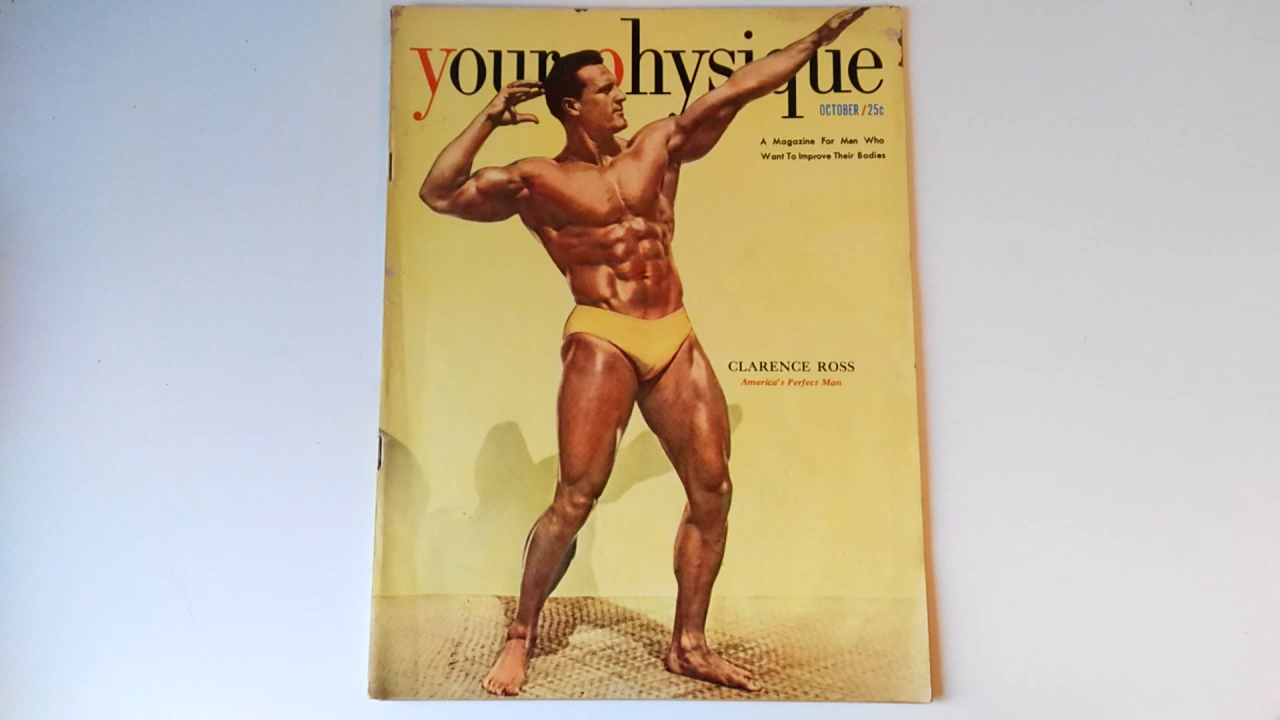 your physique
OCTOBER / 25c
A Magazine For Men Who
Want To Improve Their Bodies
CLARENCE ROSS
America's Perfect Man